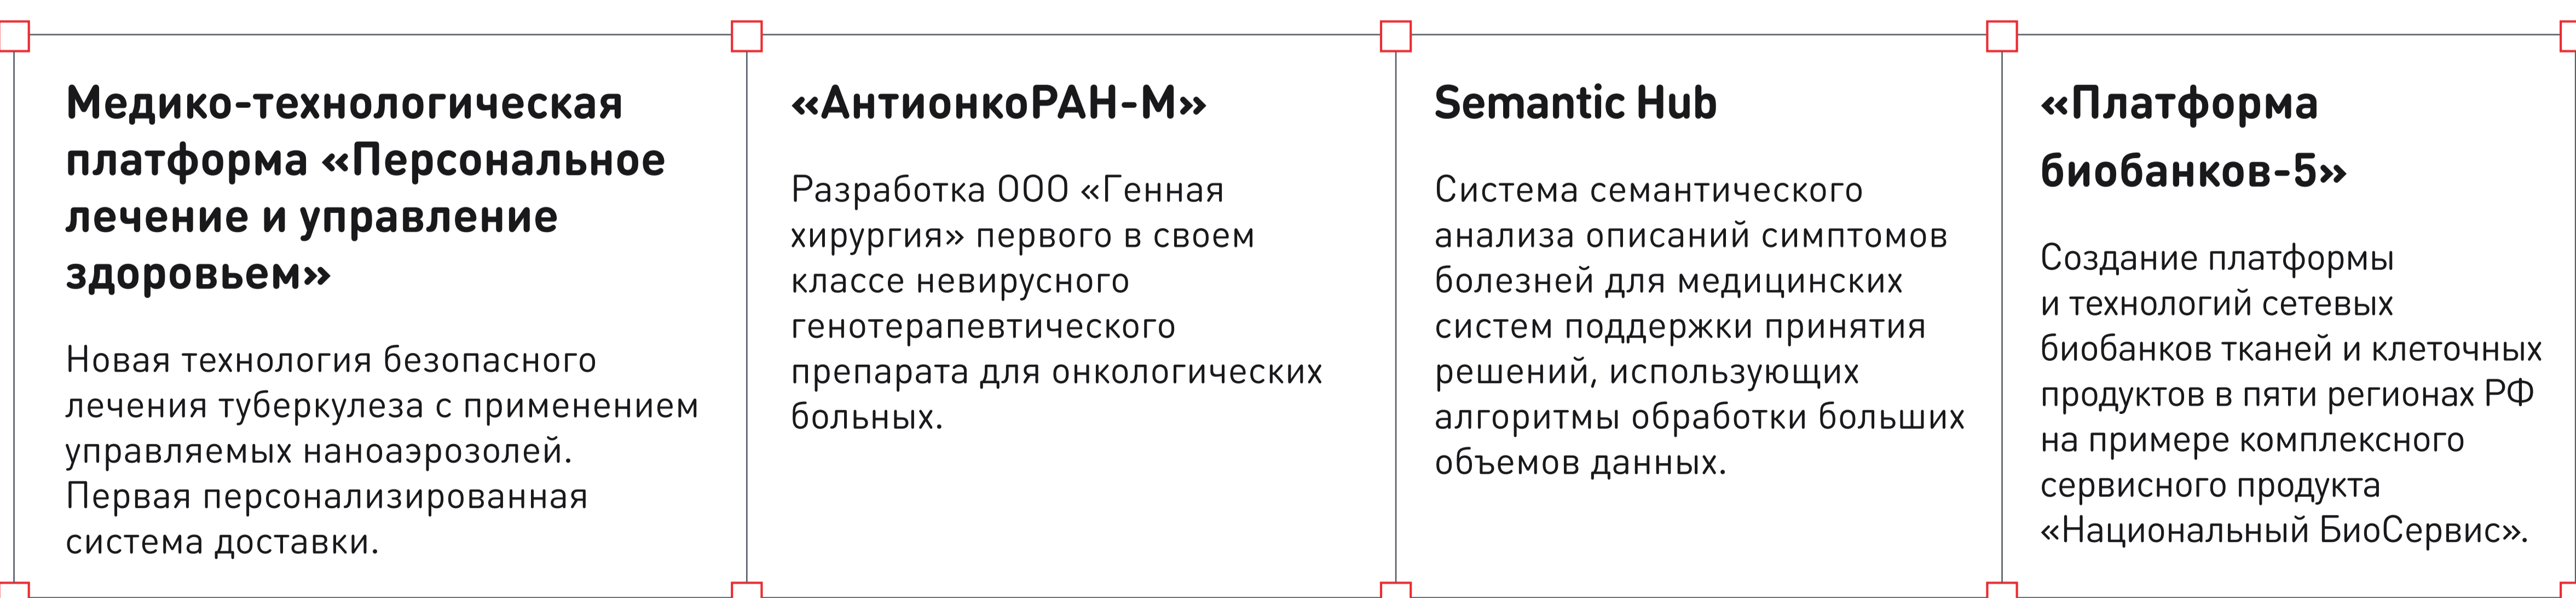 Медико-технологическая
платформа «Персональное
лечение и управление
здоровьем»
Новая технология безопасного
лечения туберкулеза с применением
управляемых наноаэрозолей.
Первая персонализированная
система доставки.
«АнтионкоРАН-М»
Разработка ООО «Генная
хирургия» первого в своем
классе невирусного
генотерапевтического
препарата для онкологических
больных.
Semantic Hub
Система семантического
анализа описаний симптомов
болезней для медицинских
систем поддержки принятия
решений, использующих
алгоритмы обработки больших
объемов данных.
«Платформа
биобанков-5»
Создание платформы
и технологий сетевых
биобанков тканей и клеточных
продуктов в пяти регионах РФ
на примере комплексного
сервисного продукта
«Национальный БиоСервис».